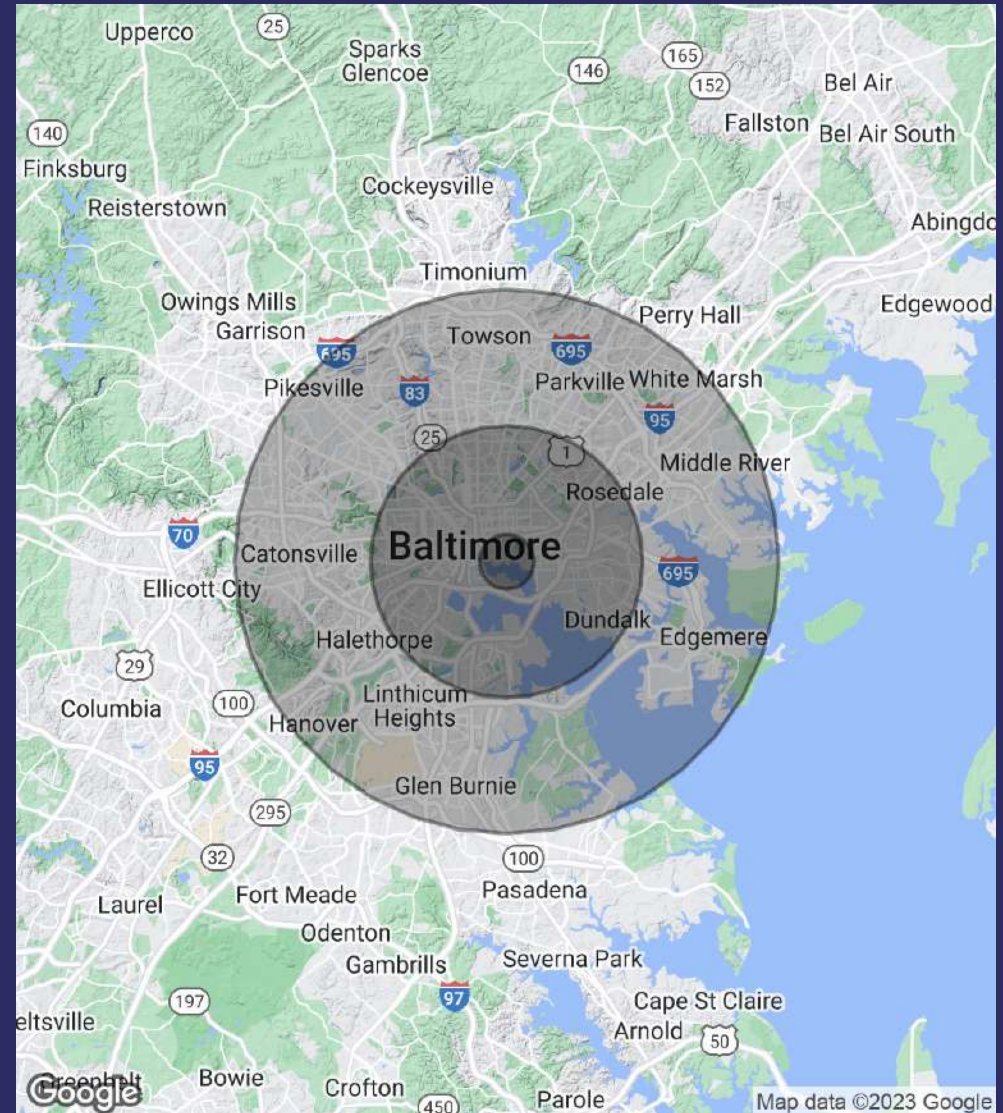 Upperco
25
Sparks
Glencoe
146
165
152
Bel Air
Fallston
Bel Air South
140
Finksburg
Reisterstown
Cockeysville
Abingdo
Timonium
Owings Mills
Garrison
Edgewood
Perry Hall
Towson
695
695
Pikesville
83
Parkville
White Marsh
95
25
1
Middle River
Rosedale
70
Catonsville
Baltimore
695
Ellicott City
Dundalk
Halethorpe
Edgemere
29
Columbia
100
Linthicum
Heights
Hanover
95
Glen Burnie
295
32
100
Pasadena
Laurel
Fort Meade
Odenton
Gambrills
Severna Park
97
197
Cape St Claire
eltsville
Arnold
50
Greenbelt
Google
Bowie
Crofton
450
Parole
Map data ©2023 Google